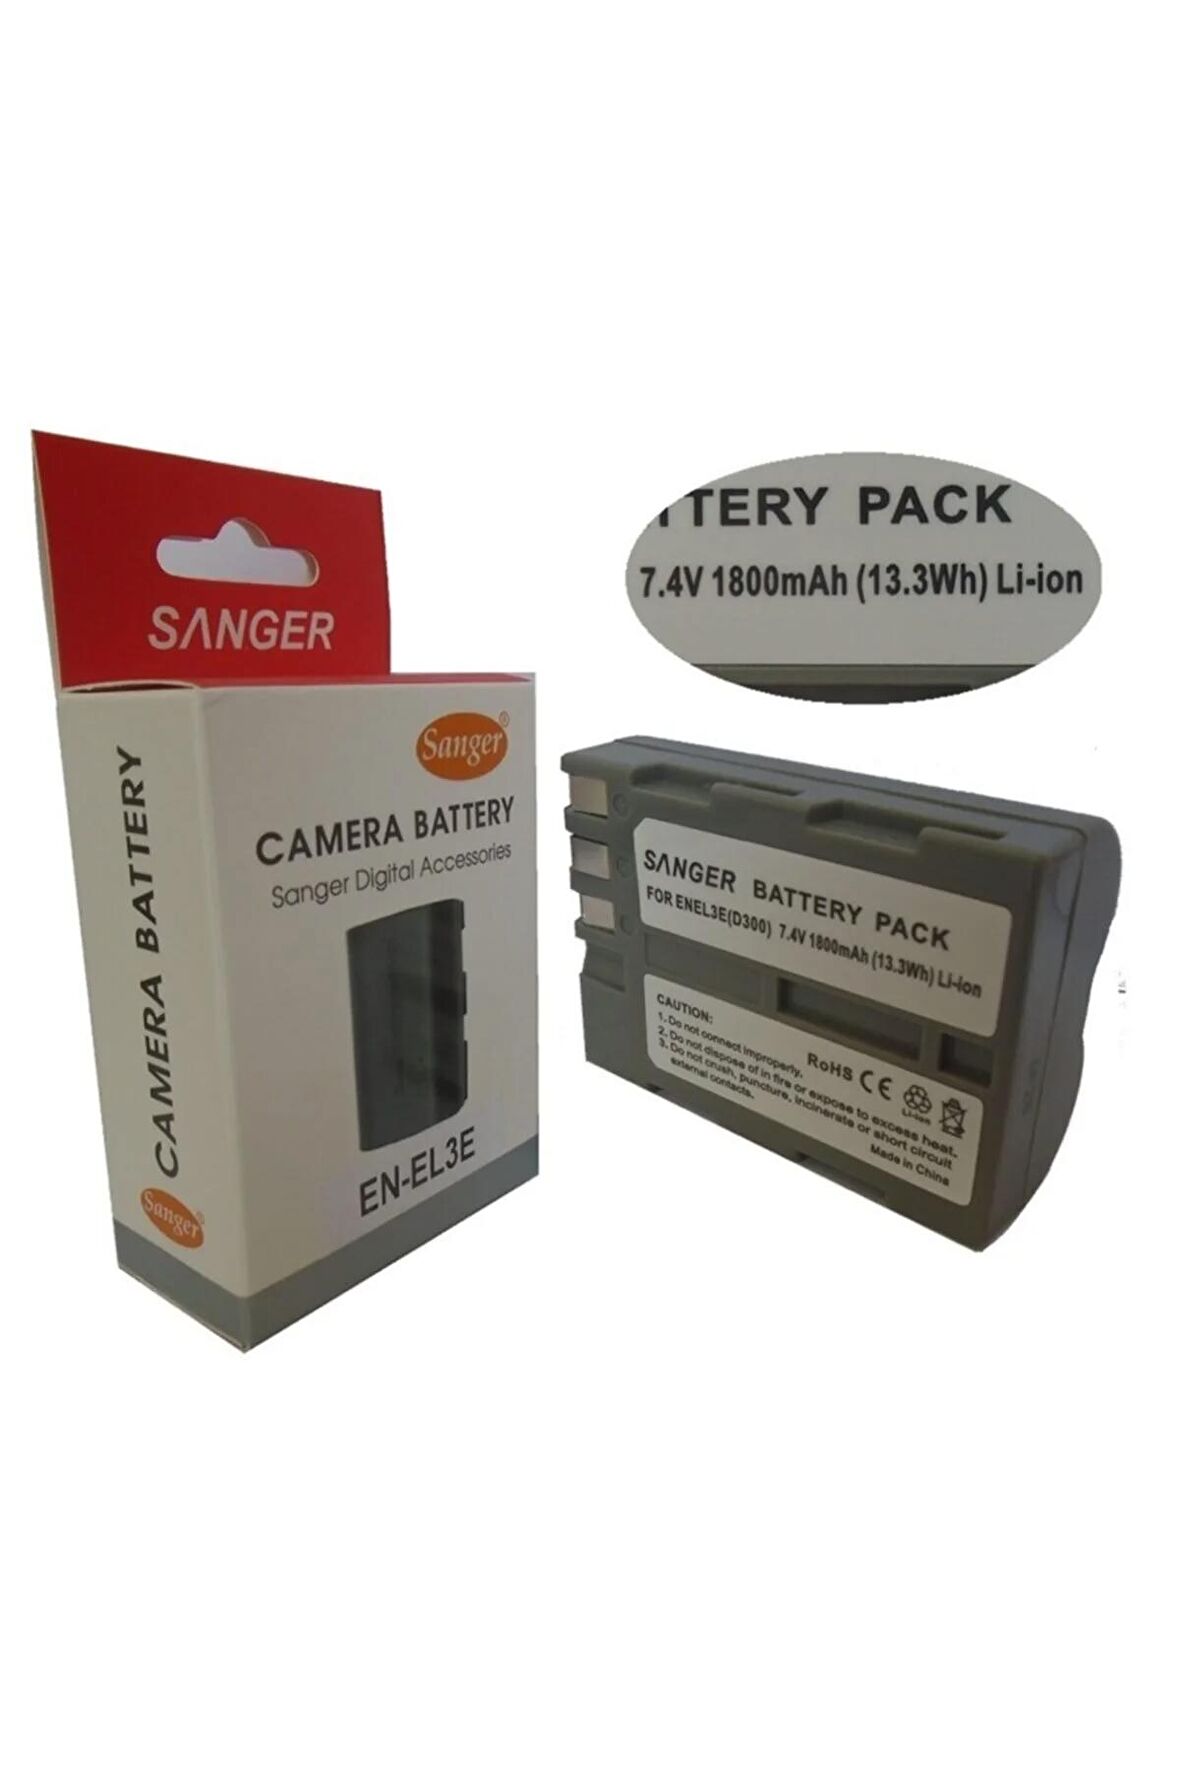 SANGER
Sanger®
CAMERA BATTERY
Sanger Digital Accessories
EN-EL3E
CAMERA BATTERY
Sanger®
TTERY PACK
7.4V 1800mAh (13.3Wh) Li-ion
SANGER BATTERY PACK
FOR ENEL3E(D300) 7.4V 1800mAh (13.3Wh) Li-ion
CAUTION:
1. Do not connect improperly.
2. Do not dispose of in fire or expose to excess heat.
3. Do not crush, puncture, incinerate or short circuit
external contacts.
RoHS CE
Li-ion
Made in China